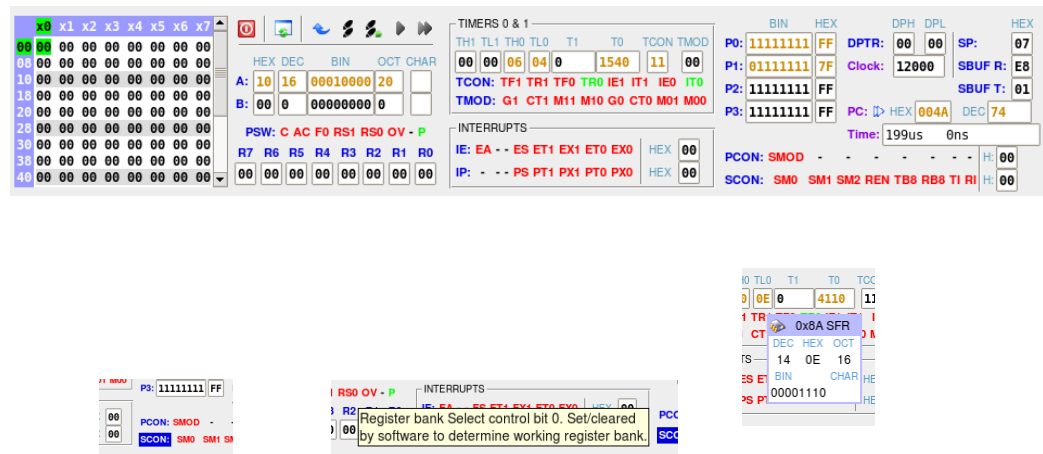 x0 x1 x2 x3 x4 x5 x6 x7
00 00 00 00 00 00 00 00 00
08 00 00 00 00 00 00 00 00
10 00 00 00 00 00 00 00 00
18 00 00 00 00 00 00 00 00
20 00 00 00 00 00 00 00 00
28 00 00 00 00 00 00 00 00
30 00 00 00 00 00 00 00 00
38 00 00 00 00 00 00 00 00
40 00 00 00 00 00 00 00 00
HEX DEC BIN OCT CHAR
A: 10 16 00010000 20
B: 00 0 00000000 0
PSW: C AC F0 RS1 RS0 OV - P
R7 R6 R5 R4 R3 R2 R1 R0
00 00 00 00 00 00 00 00
TIMERS 0 & 1
TH1 TL1 TH0 TL0 T1 T0 TCON TMOD
00 00 06 04 0 1540 11 00
TCON: TF1 TR1 TF0 TR0 IE1 IT1 IE0 IT0
TMOD: G1 CT1 M11 M10 G0 CT0 M01 M00
INTERRUPTS
IE: EA - - ES ET1 EX1 ET0 EX0 HEX 00
IP: - - - PS PT1 PX1 PT0 PX0 HEX 00
BIN HEX
P0: 11111111 FF
P1: 01111111 7F
P2: 11111111 FF
P3: 11111111 FF
DPH DPL HEX
DPTR: 00 00 SP: 07
Clock: 12000 SBUF R: E8
SBUF T: 01
PC: HEX 004A DEC 74
Time: 199us 0ns
PCON: SMOD - - - - - - - H: 00
SCON: SM0 SM1 SM2 REN TB8 RB8 TI RI H: 00
TL0 T1 T0
0E 0 4110
0x8A SFR
DEC HEX OCT
14 0E 16
BIN CHAR
00001110
P3: 11111111 FF
00 PCON: SMOD - -
00 SCON: SM0 SM1
RS0 OV - P INTERRUPTS
R2
00
Register bank Select control bit 0. Set/cleared
by software to determine working register bank.